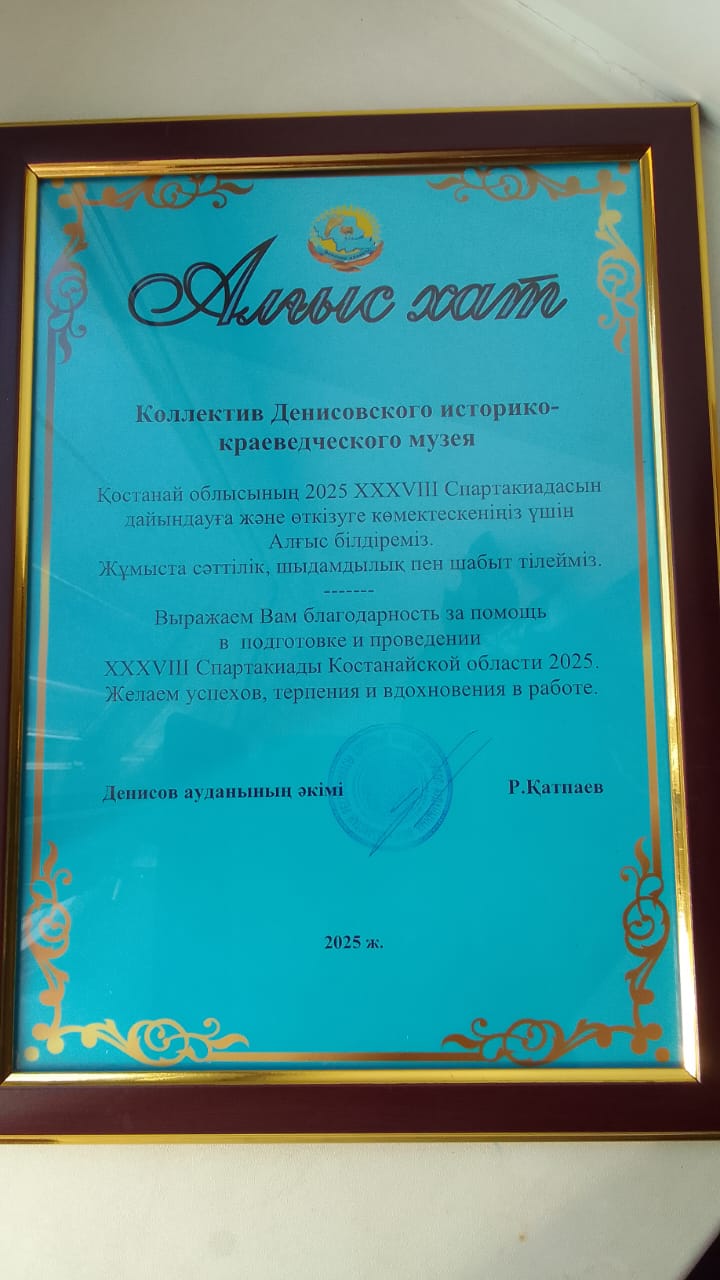 Алғыс хат
Коллектив Денисовского историко-
краеведческого музея
Қостанай облысының 2025 XXXVIII Спартакиадасын
дайындауға және өткізуге көмектескеніңіз үшін
Алғыс білдіреміз.
Жұмыста сәттілік, шыдамдылық пен шабыт тілейміз.
-------
Выражаем Вам благодарность за помощь
в подготовке и проведении
XXXVIII Спартакиады Костанайской области 2025.
Желаем успехов, терпения и вдохновения в работе.
Денисов ауданының әкімі Р.Қатпаев
2025 ж.